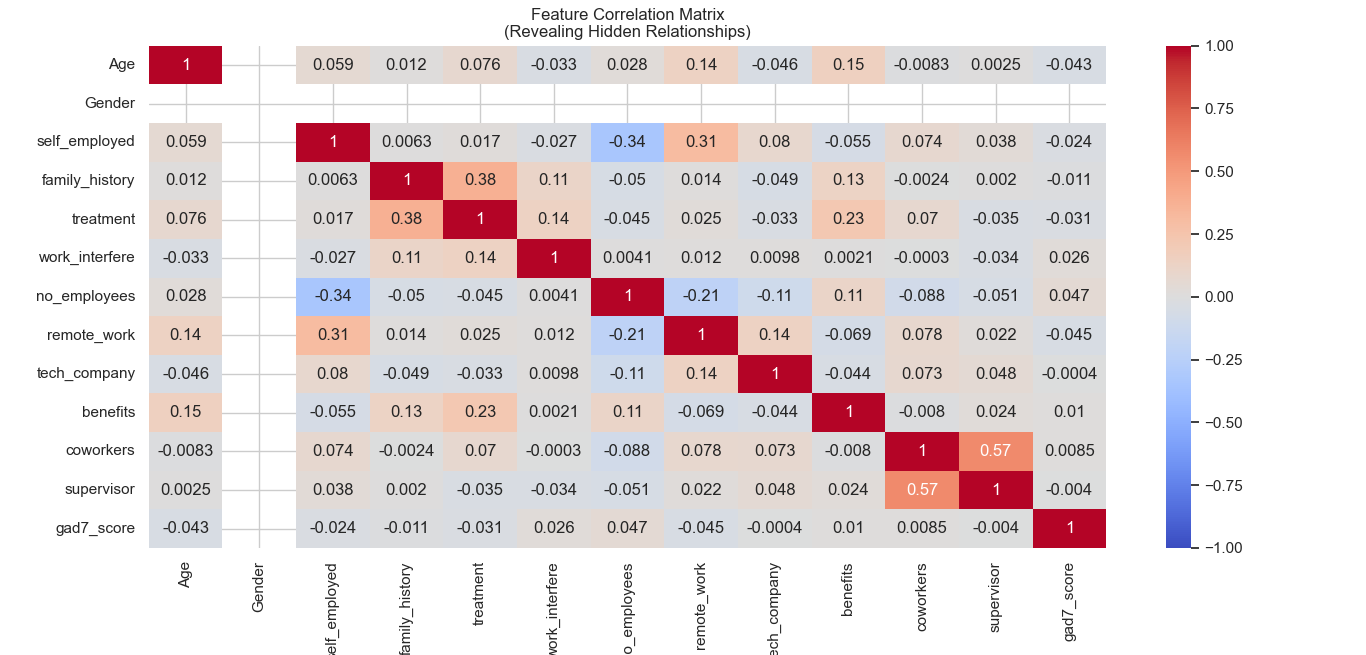 Feature Correlation Matrix
(Revealing Hidden Relationships)
Age 1 0.059 0.012 0.076 -0.033 0.028 0.14 -0.046 0.15 -0.0083 0.0025 -0.043
Gender
self_employed 0.059 1 0.0063 0.017 -0.027 -0.34 0.31 0.08 -0.055 0.074 0.038 -0.024
family_history 0.012 0.0063 1 0.38 0.11 -0.05 0.014 -0.049 0.13 -0.0024 0.002 -0.011
treatment 0.076 0.017 0.38 1 0.14 -0.045 0.025 -0.033 0.23 0.07 -0.035 -0.031
work_interfere -0.033 -0.027 0.11 0.14 1 0.0041 0.012 0.0098 0.0021 -0.0003 -0.034 0.026
no_employees 0.028 -0.34 -0.05 -0.045 0.0041 1 -0.21 -0.11 0.11 -0.088 -0.051 0.047
remote_work 0.14 0.31 0.014 0.025 0.012 -0.21 1 0.14 -0.069 0.078 0.022 -0.045
tech_company -0.046 0.08 -0.049 -0.033 0.0098 -0.11 0.14 1 -0.044 0.073 0.048 -0.0004
benefits 0.15 -0.055 0.13 0.23 0.0021 0.11 -0.069 -0.044 1 -0.008 0.024 0.01
coworkers -0.0083 0.074 -0.0024 0.07 -0.0003 -0.088 0.078 0.073 -0.008 1 0.57 0.0085
supervisor 0.0025 0.038 0.002 -0.035 -0.034 -0.051 0.022 0.048 0.024 0.57 1 -0.004
gad7_score -0.043 -0.024 -0.011 -0.031 0.026 0.047 -0.045 -0.0004 0.01 0.0085 -0.004 1
Age
Gender
self_employed
family_history
treatment
work_interfere
o_employees
remote_work
ech_company
benefits
coworkers
supervisor
gad7_score
1.00
0.75
0.50
0.25
0.00
−0.25
−0.50
−0.75
−1.00